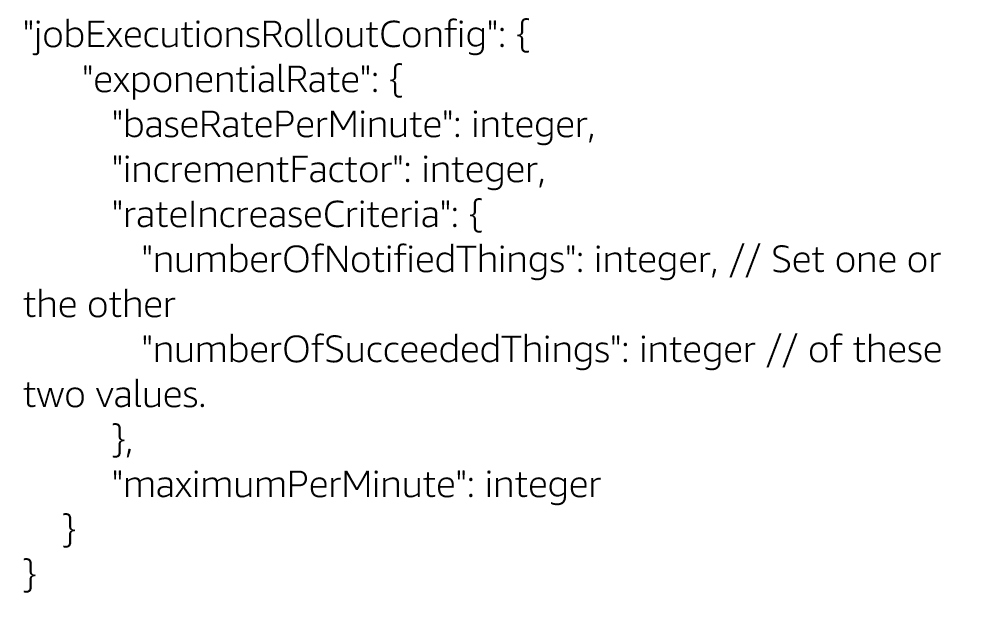 "jobExecutionsRolloutConfig": {
"exponentialRate": {
"baseRatePerMinute": integer,
"incrementFactor": integer,
"rateIncreaseCriteria": {
"numberOfNotifiedThings": integer, // Set one or
the other
"numberOfSucceededThings": integer // of these
two values.
},
"maximumPerMinute": integer
}
}